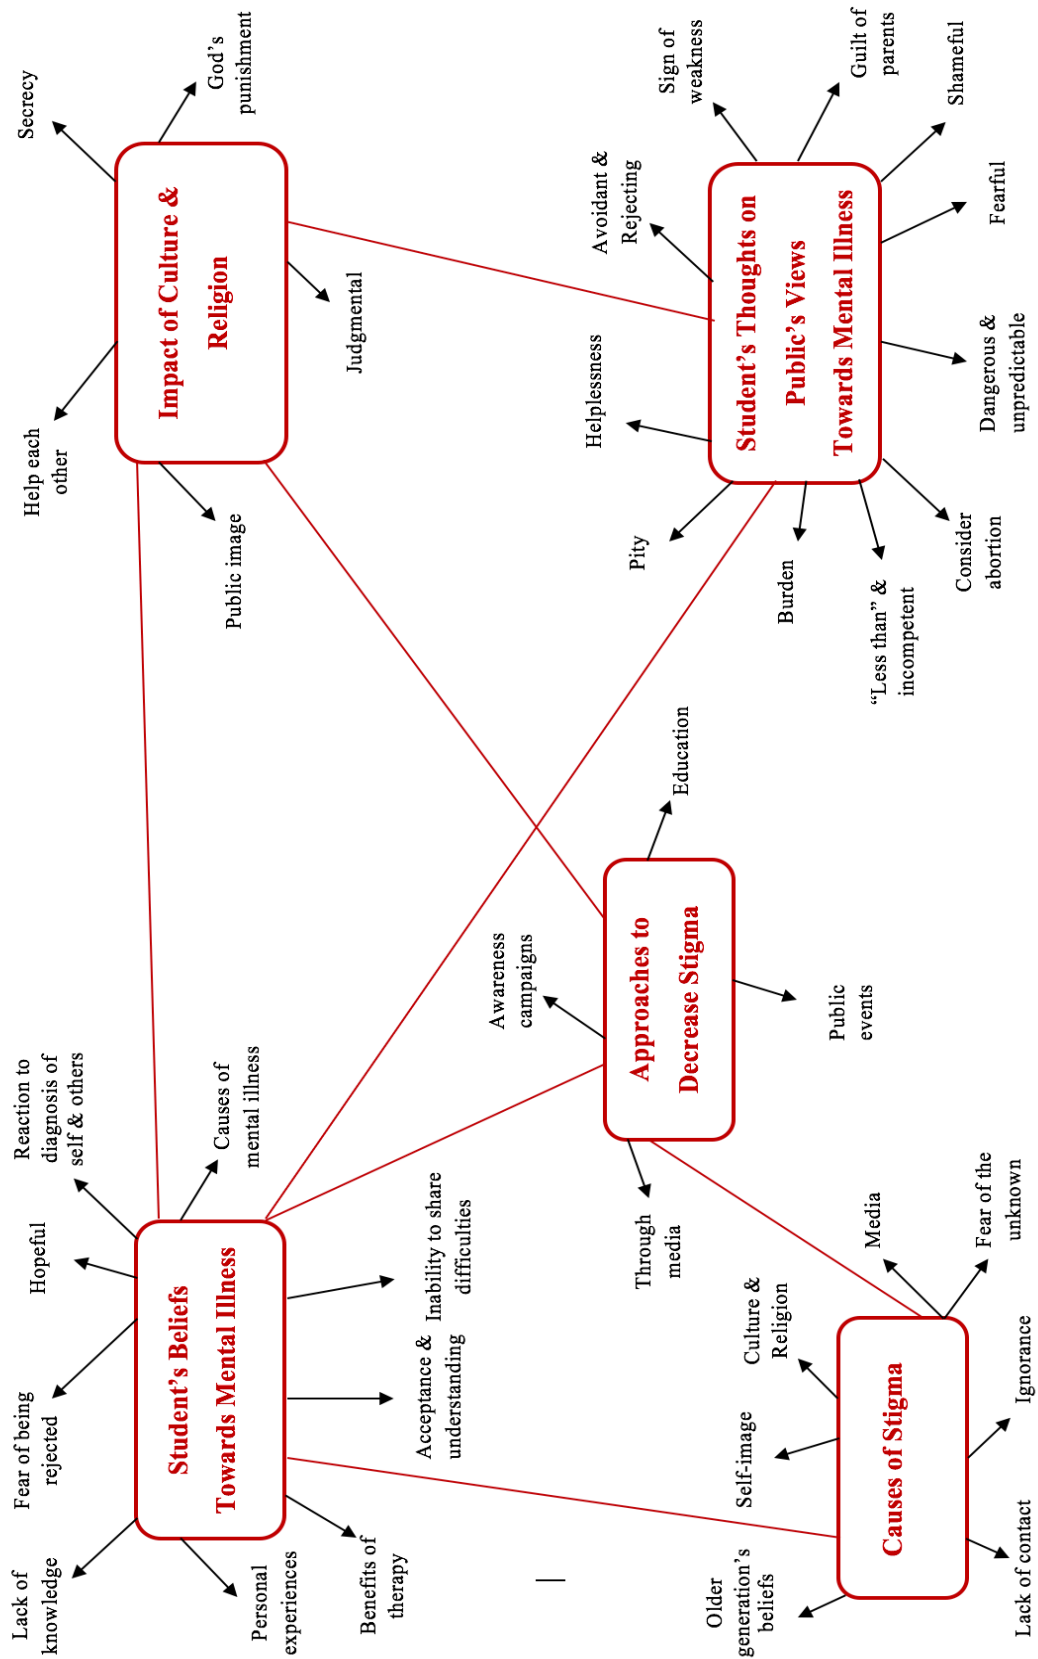 Lack of
knowledge
Fear of being
rejected
Hopeful
Reaction to
diagnosis of
self & others
Student's Beliefs
Towards Mental Illness
Causes of
mental illness
Personal
experiences
Benefits of
therapy
Acceptance &
understanding
Inability to share
difficulties
Help each
other
Secrecy
Impact of Culture &
Religion
God's
punishment
Public image
Judgmental
Awareness
campaigns
Approaches to
Decrease Stigma
Education
Through
media
Public
events
Older
generation's
beliefs
Self-image
Culture &
Religion
Media
Causes of Stigma
Fear of the
unknown
Lack of contact
Ignorance
Pity
Helplessness
Avoidant &
Rejecting
Sign of
weakness
Student's Thoughts on
Public's Views
Towards Mental Illness
Guilt of
parents
Burden
“Less than” &
incompetent
Consider
abortion
Dangerous &
unpredictable
Fearful
Shameful